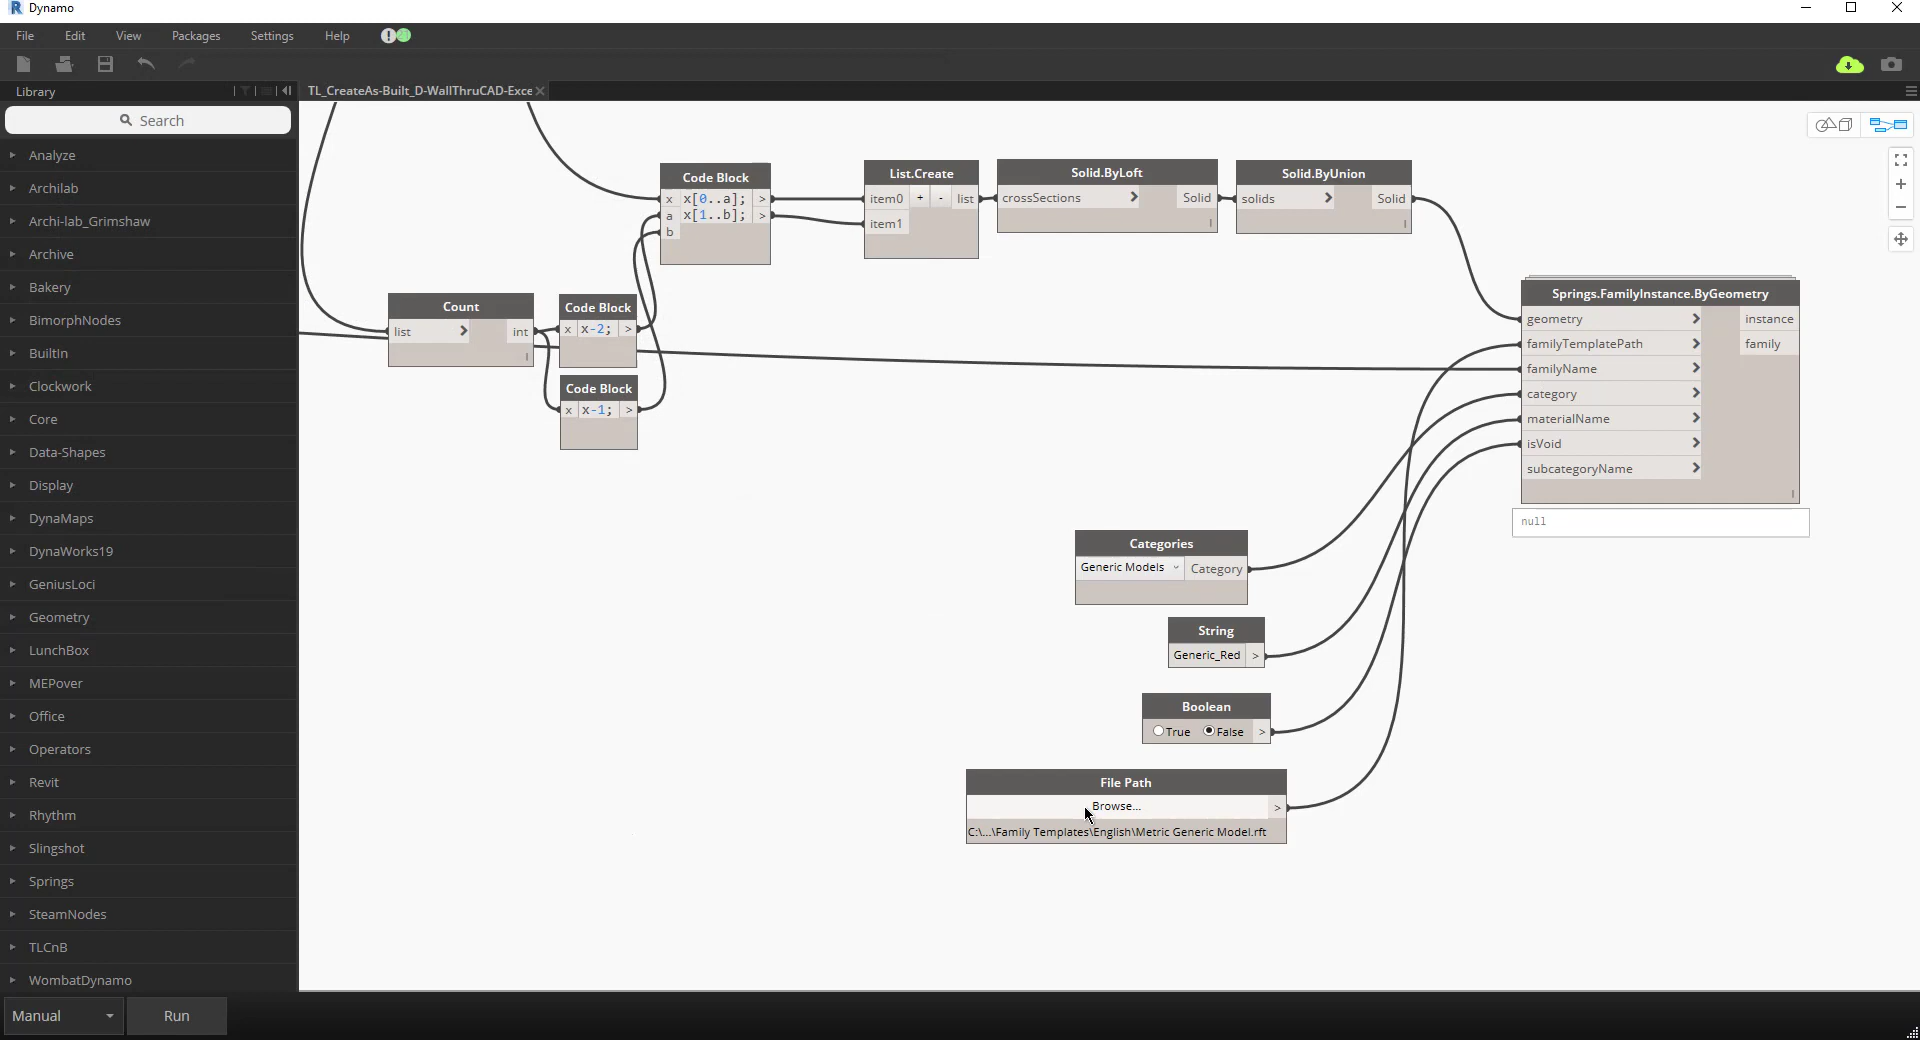 Dynamo
File Edit View Packages Settings Help
Library
TL_CreateAs-Built_D-WallThruCAD-Exce
Search
Analyze
Archilab
Archi-lab_Grimshaw
Archive
Bakery
BimorphNodes
BuiltIn
Clockwork
Core
Data-Shapes
Display
DynaMaps
DynaWorks19
GeniusLoci
Geometry
LunchBox
MEPover
Office
Operators
Revit
Rhythm
Slingshot
Springs
SteamNodes
TLCnB
WombatDynamo
Manual
Run
Code Block
x x[0..a]; >
a x[1..b]; >
b
List.Create
item0 + - list
item1
Solid.ByLoft
crossSections > Solid
Solid.ByUnion
solids > Solid
Count
list > int
Code Block
x x-2; >
Code Block
x x-1; >
Springs.FamilyInstance.ByGeometry
geometry > instance
familyTemplatePath > family
familyName >
category >
materialName >
isVoid >
subcategoryName >
null
Categories
Generic Models Category
String
Generic_Red >
Boolean
True False >
File Path
Browse... >
C:\...\Family Templates\English\Metric Generic Model.rft